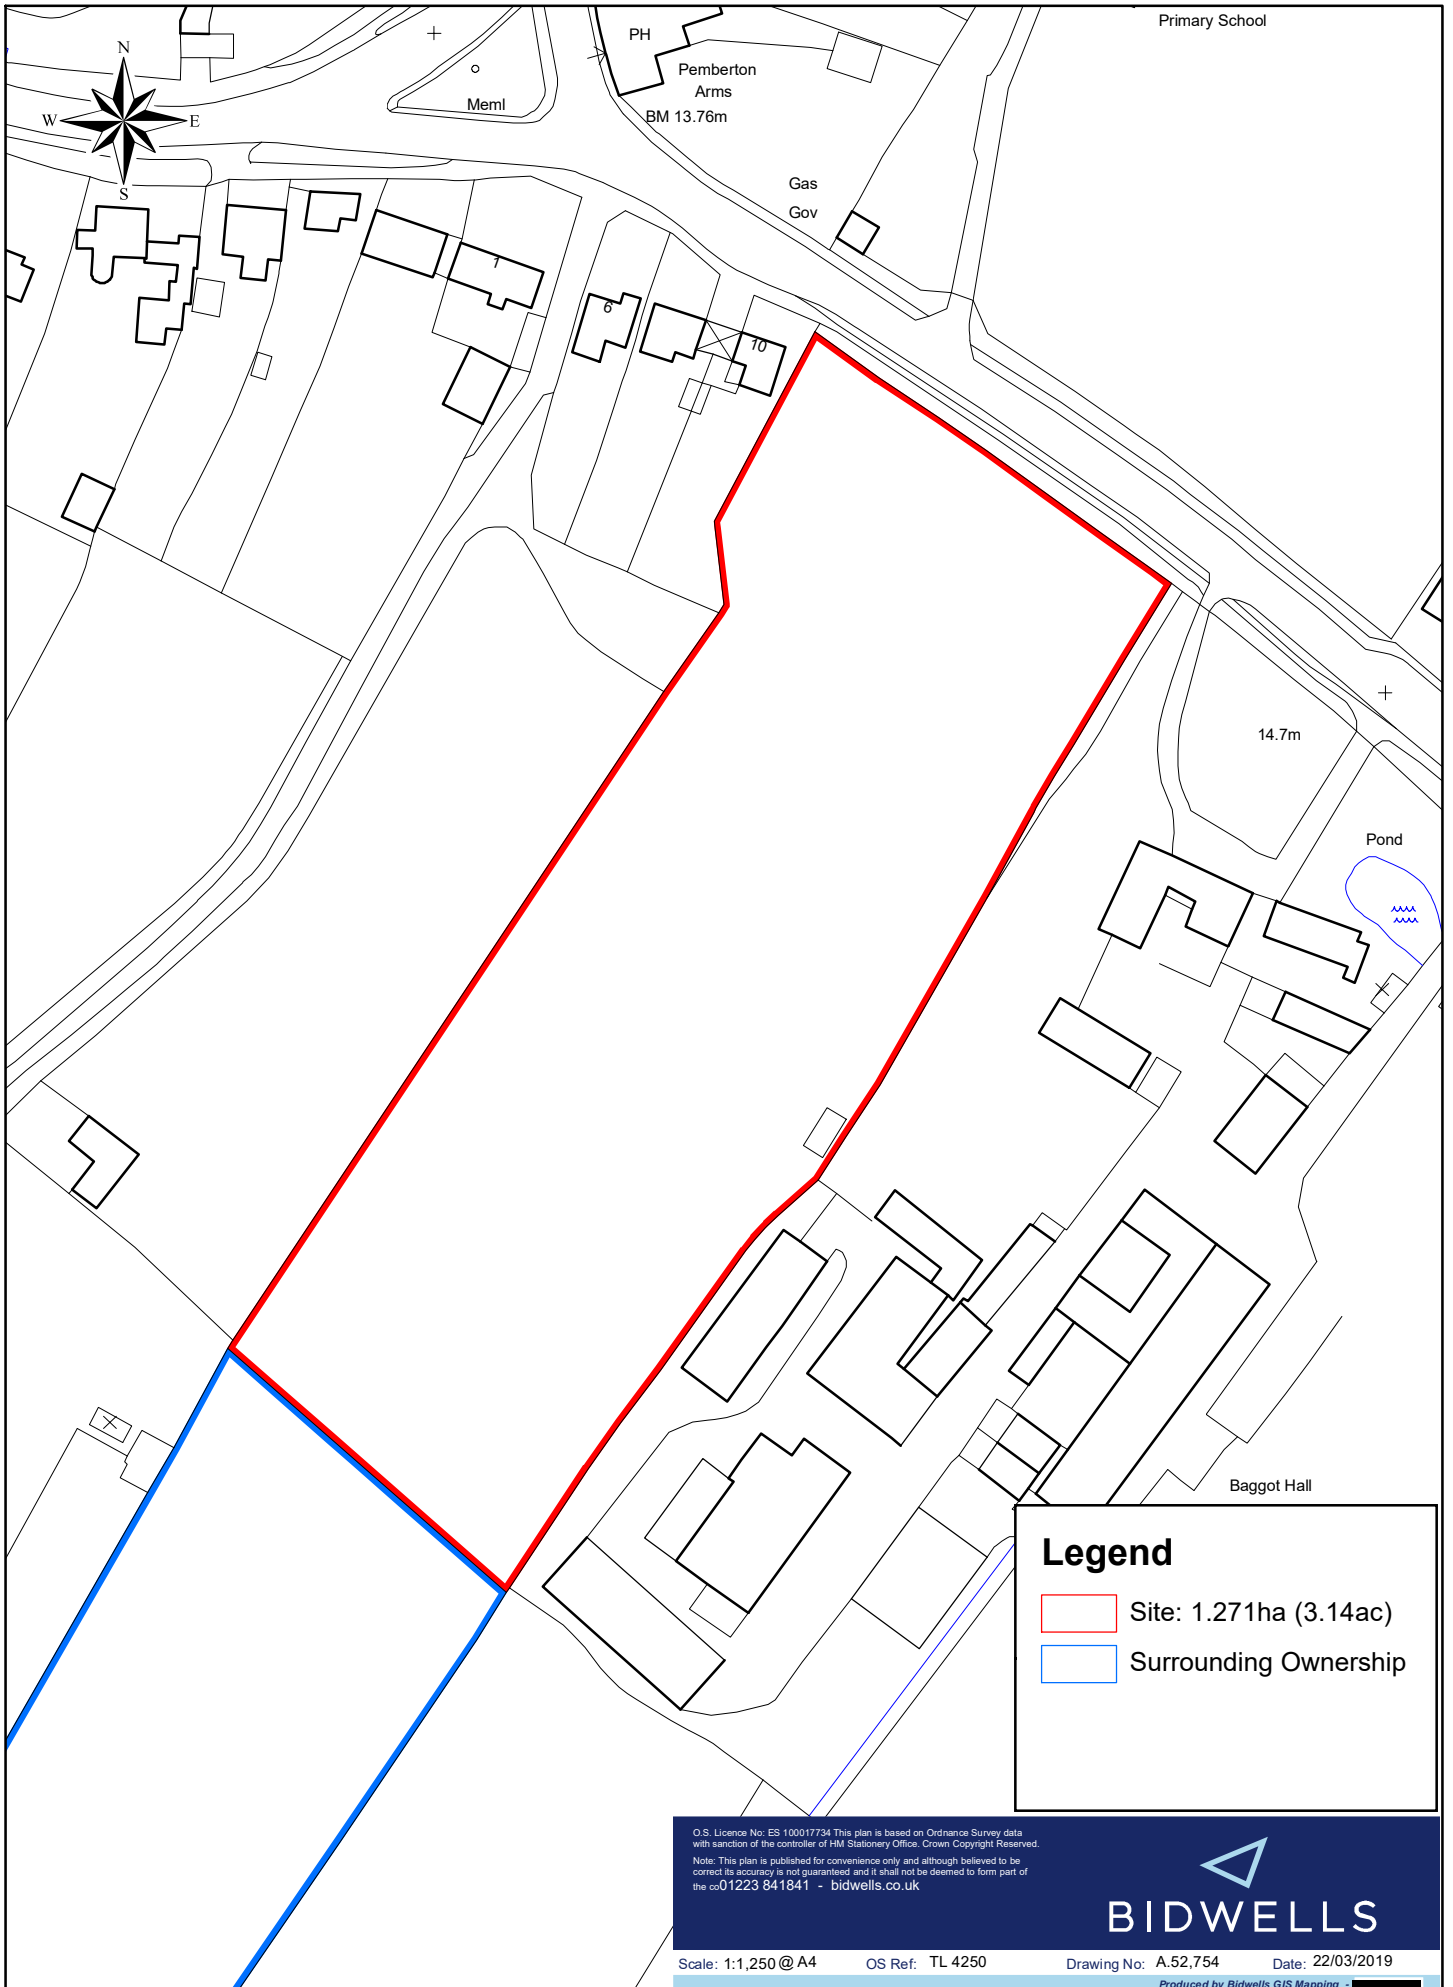 Primary School
PH
Pemberton
Arms
BM 13.76m
Meml
N
W
E
S
Gas
Gov
1
6
10
14.7m
Pond
Baggot Hall
Legend
Site: 1.271ha (3.14ac)
Surrounding Ownership
O.S. Licence No: ES 100017734 This plan is based on Ordnance Survey data
with sanction of the controller of HM Stationery Office. Crown Copyright Reserved.
Note: This plan is published for convenience only and although believed to be
correct its accuracy is not guaranteed and it shall not be deemed to form part of
the co01223 841841 - bidwells.co.uk
BIDWELLS
Scale: 1:1,250 @ A4 OS Ref: TL 4250 Drawing No: A.52,754 Date: 22/03/2019
Produced by Bidwells GIS Mapping -